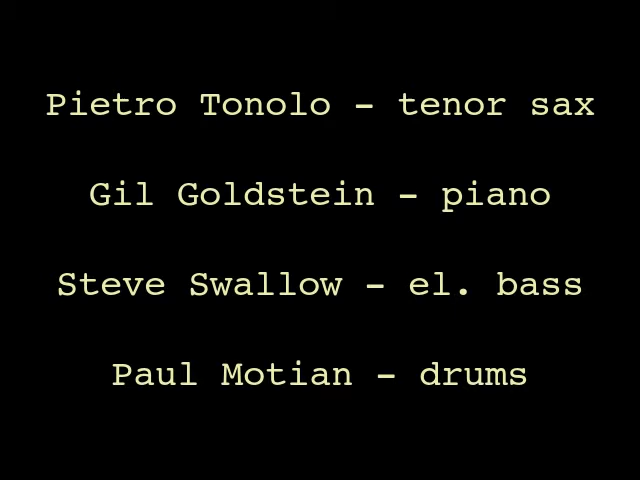 Pietro Tonolo - tenor sax
Gil Goldstein - piano
Steve Swallow - el. bass
Paul Motian - drums